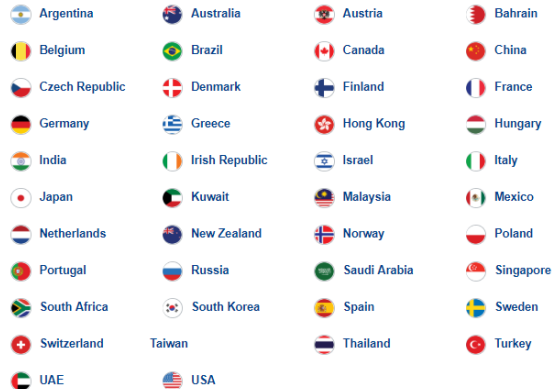 Argentina Australia Austria Bahrain
Belgium Brazil Canada China
Czech Republic Denmark Finland France
Germany Greece Hong Kong Hungary
India Irish Republic Israel Italy
Japan Kuwait Malaysia Mexico
Netherlands New Zealand Norway Poland
Portugal Russia Saudi Arabia Singapore
South Africa South Korea Spain Sweden
Switzerland Taiwan Thailand Turkey
UAE USA